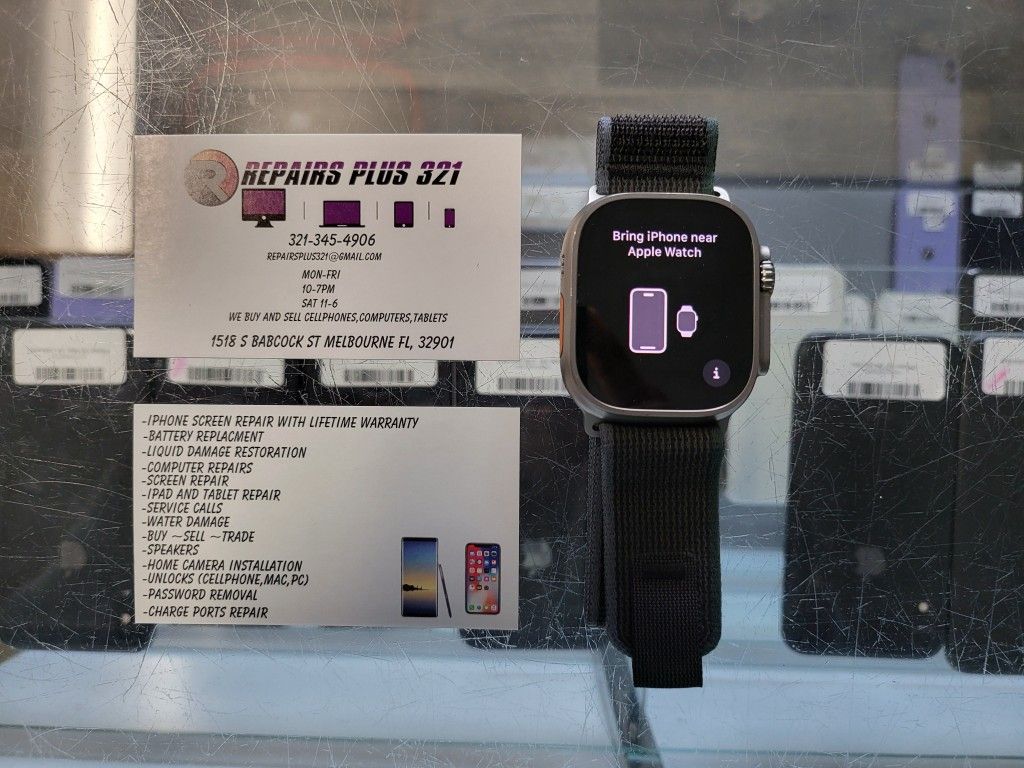 REPAIRS PLUS 321
321-345-4906
REPAIRSPLUS321@GMAIL.COM
MON-FRI
10-7PM
SAT 11-6
WE BUY AND SELL CELLPHONES,COMPUTERS,TABLETS
1518 S BABCOCK ST MELBOURNE FL, 32901
-IPHONE SCREEN REPAIR WITH LIFETIME WARRANTY
-BATTERY REPLACMENT
-LIQUID DAMAGE RESTORATION
-COMPUTER REPAIRS
-SCREEN REPAIR
-IPAD AND TABLET REPAIR
-SERVICE CALLS
-WATER DAMAGE
-BUY ~SELL ~TRADE
-SPEAKERS
-HOME CAMERA INSTALLATION
-UNLOCKS (CELLPHONE,MAC,PC)
-PASSWORD REMOVAL
-CHARGE PORTS REPAIR
Bring iPhone near
Apple Watch
i